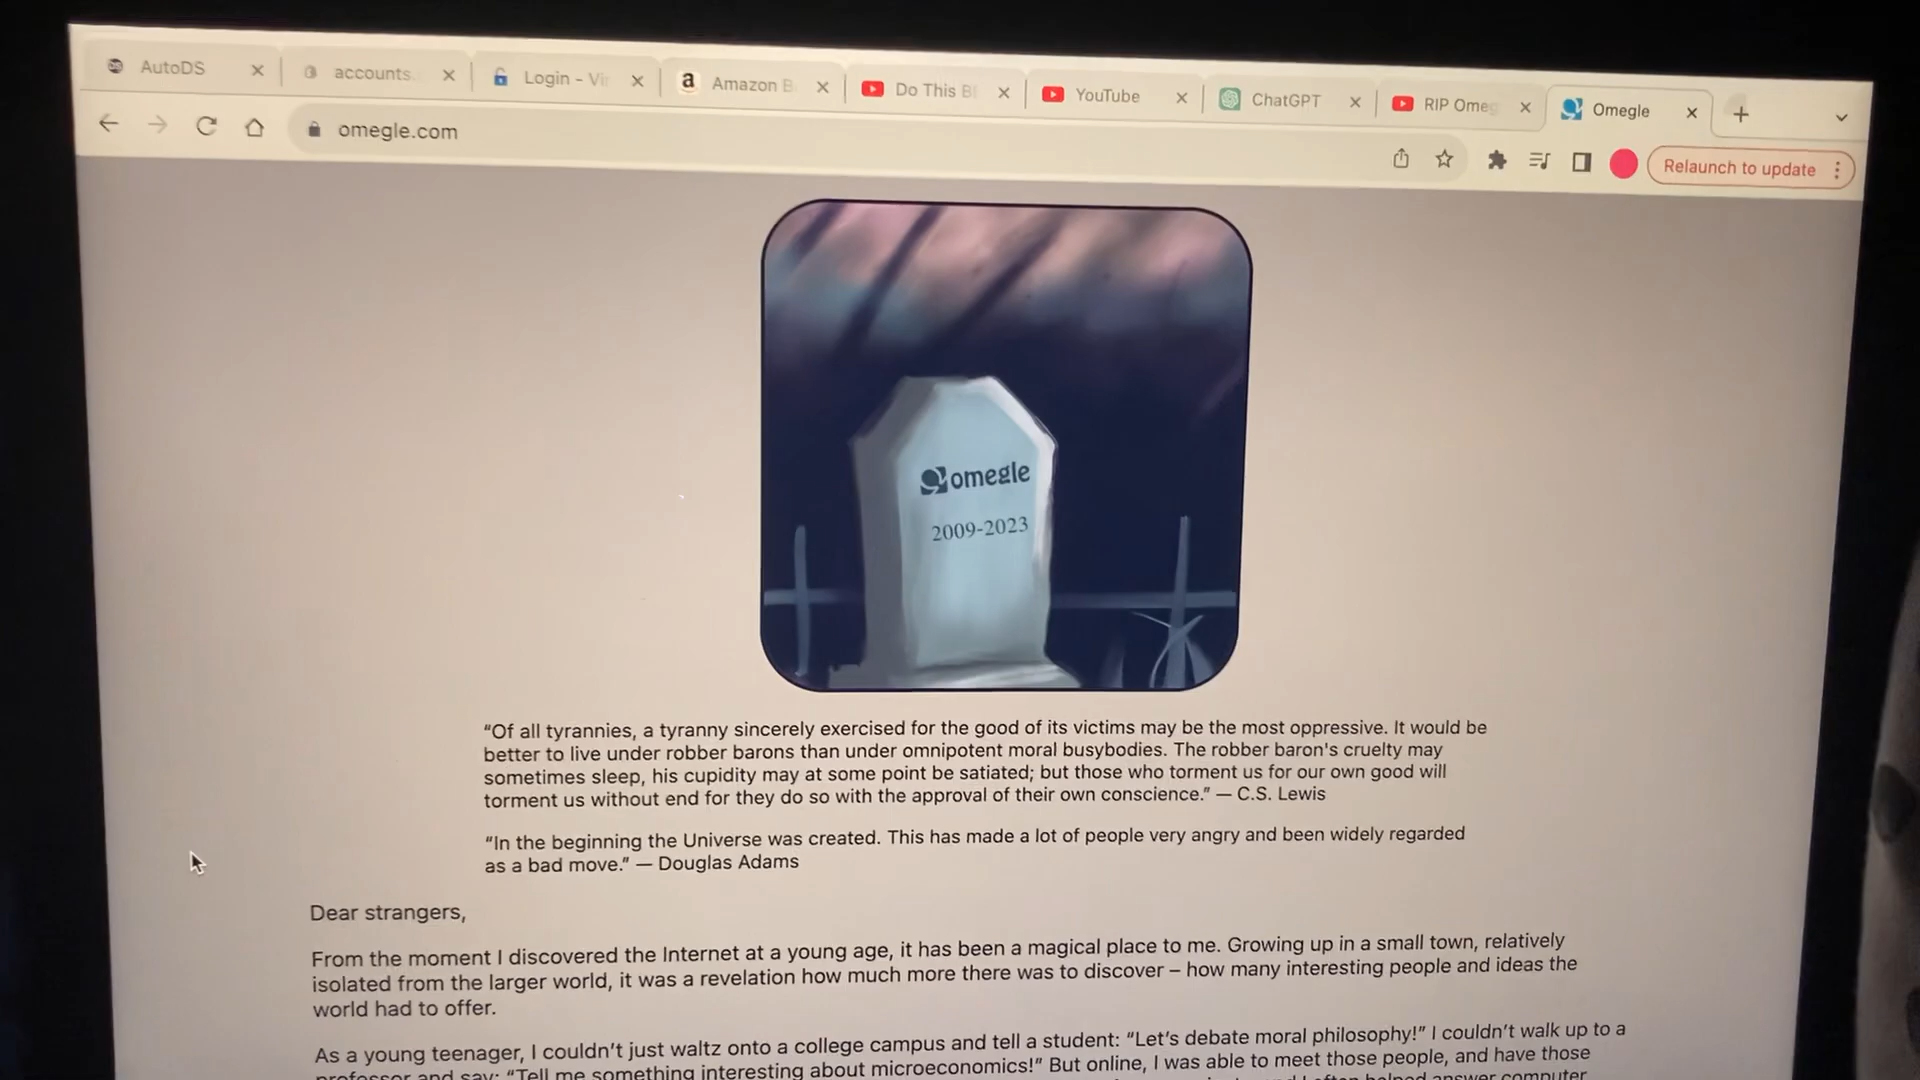 AutoDS
accounts.
Login - Vir
Amazon B
Do This B
YouTube
ChatGPT
RIP Omeg
Omegle
omegle.com
Relaunch to update
omegle
2009-2023
“Of all tyrannies, a tyranny sincerely exercised for the good of its victims may be the most oppressive. It would be
better to live under robber barons than under omnipotent moral busybodies. The robber baron's cruelty may
sometimes sleep, his cupidity may at some point be satiated; but those who torment us for our own good will
torment us without end for they do so with the approval of their own conscience.” — C.S. Lewis
“In the beginning the Universe was created. This has made a lot of people very angry and been widely regarded
as a bad move.” — Douglas Adams
Dear strangers,
From the moment I discovered the Internet at a young age, it has been a magical place to me. Growing up in a small town, relatively
isolated from the larger world, it was a revelation how much more there was to discover – how many interesting people and ideas the
world had to offer.
As a young teenager, I couldn’t just waltz onto a college campus and tell a student: “Let’s debate moral philosophy!” I couldn’t walk up to a
professor and say: “Tell me something interesting about microeconomics!” But online, I was able to meet those people, and have those